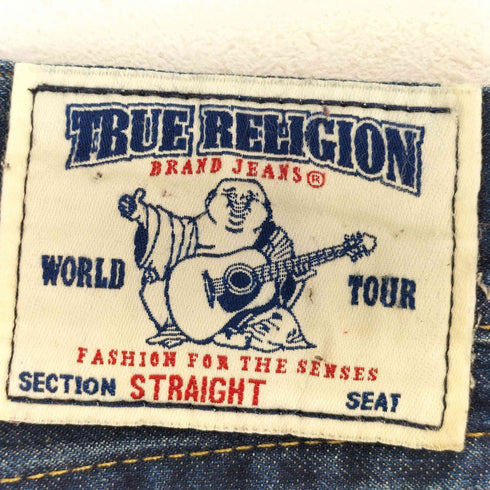 TRUE RELIGION
BRAND JEANS®
WORLD TOUR
FASHION FOR THE SENSES
SECTION STRAIGHT SEAT